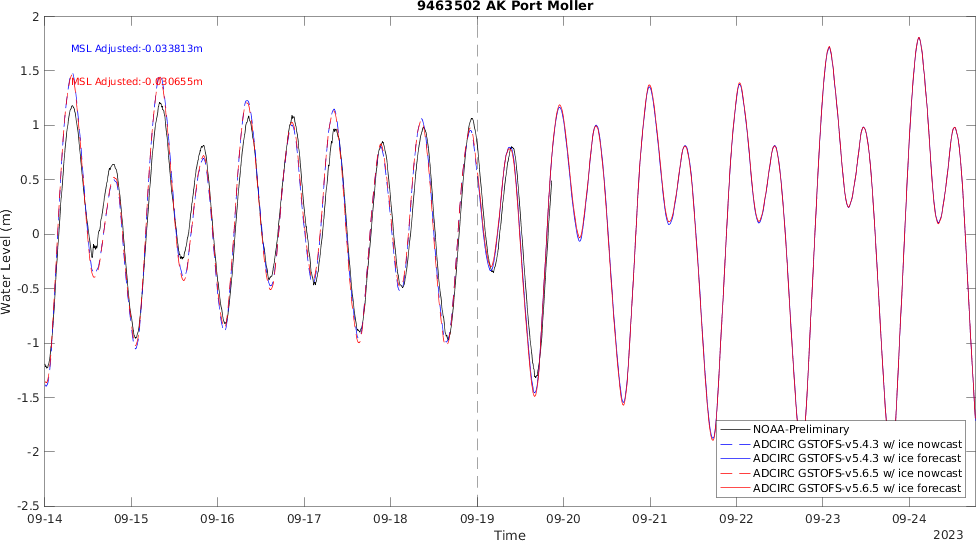 9463502 AK Port Moller
MSL Adjusted:-0.033813m
MSL Adjusted:-0.030655m
Water Level (m)
2
1.5
1
0.5
0
-0.5
-1
-1.5
-2
-2.5
NOAA-Preliminary
ADCIRC GSTOFS-v5.4.3 w/ ice nowcast
ADCIRC GSTOFS-v5.4.3 w/ ice forecast
ADCIRC GSTOFS-v5.6.5 w/ ice nowcast
ADCIRC GSTOFS-v5.6.5 w/ ice forecast
09-14 09-15 09-16 09-17 09-18 09-19 09-20 09-21 09-22 09-23 09-24
Time
2023